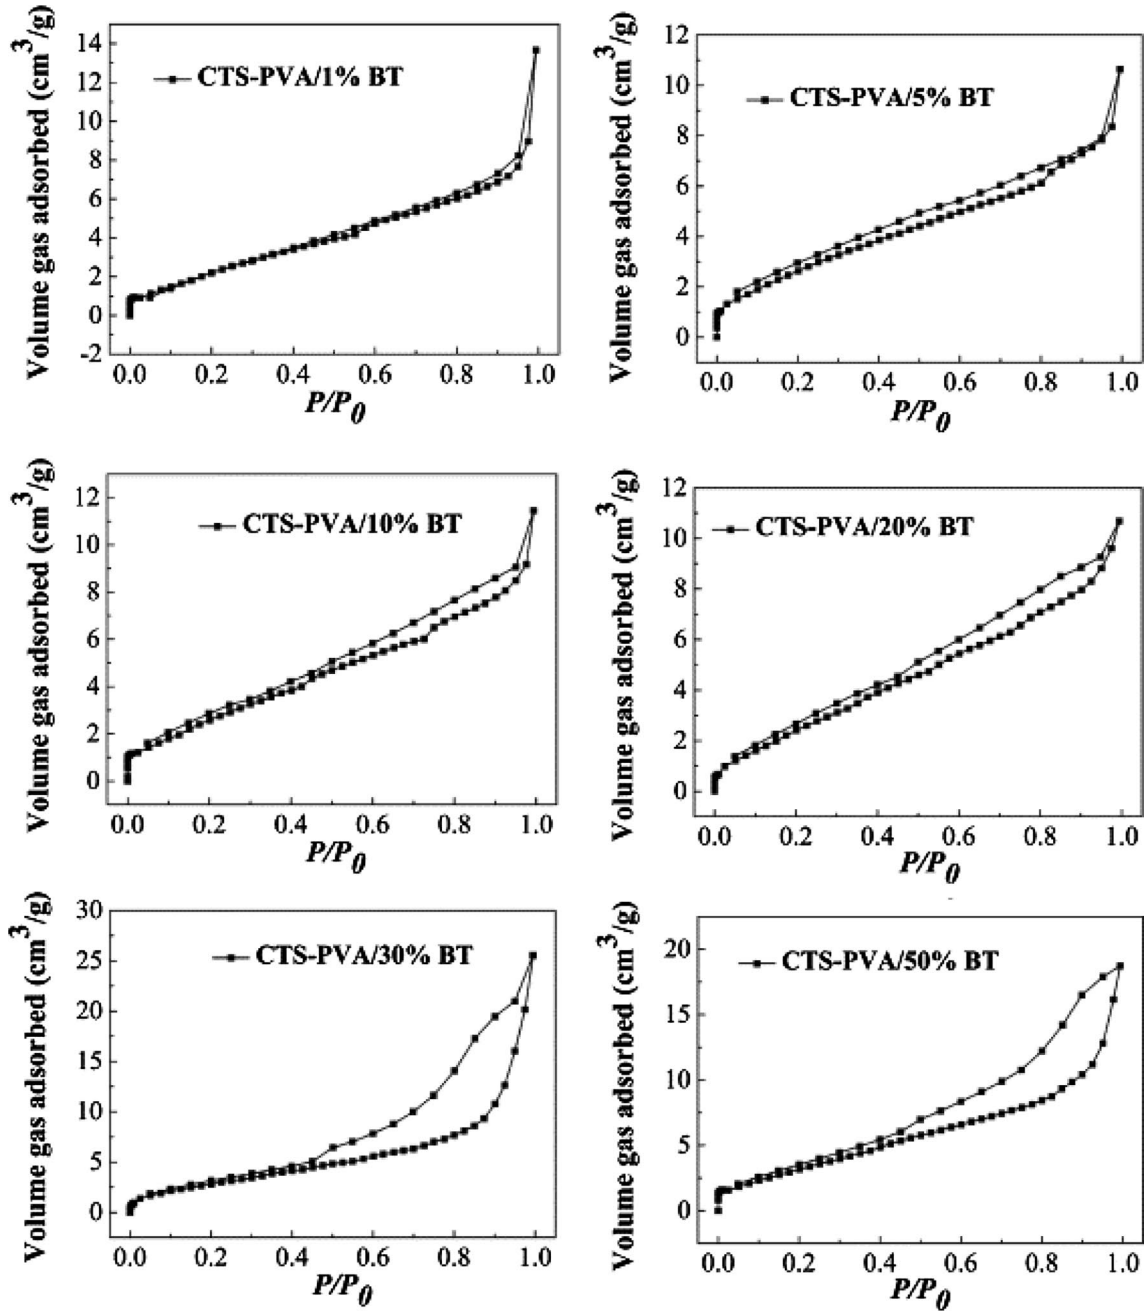 Volume gas adsorbed (cm³/g)
14
12
10
8
6
4
2
0
-2
CTS-PVA/1% BT
0.0 0.2 0.4 0.6 0.8 1.0
P/P₀
Volume gas adsorbed (cm³/g)
12
10
8
6
4
2
0
CTS-PVA/5% BT
0.0 0.2 0.4 0.6 0.8 1.0
P/P₀
Volume gas adsorbed (cm³/g)
12
10
8
6
4
2
0
CTS-PVA/10% BT
0.0 0.2 0.4 0.6 0.8 1.0
P/P₀
Volume gas adsorbed (cm³/g)
12
10
8
6
4
2
0
CTS-PVA/20% BT
0.0 0.2 0.4 0.6 0.8 1.0
P/P₀
Volume gas adsorbed (cm³/g)
30
25
20
15
10
5
0
CTS-PVA/30% BT
0.0 0.2 0.4 0.6 0.8 1.0
P/P₀
Volume gas adsorbed (cm³/g)
20
15
10
5
0
CTS-PVA/50% BT
0.0 0.2 0.4 0.6 0.8 1.0
P/P₀